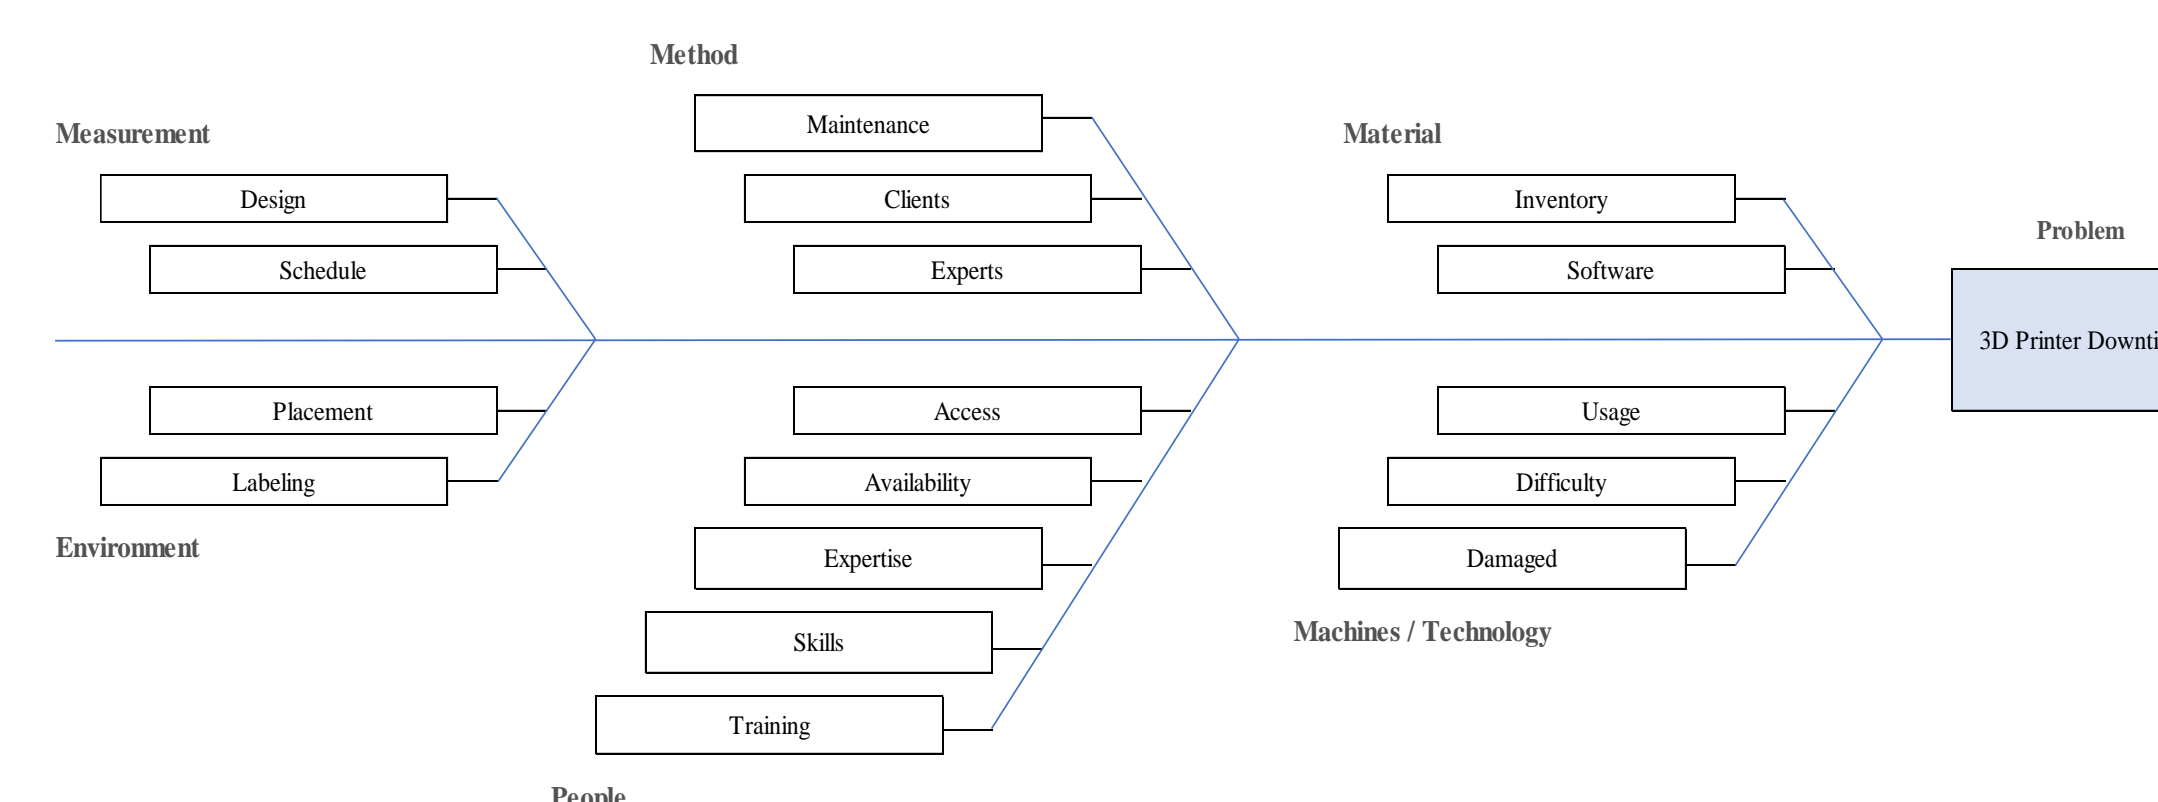 Method
Maintenance
Clients
Experts
Measurement
Design
Schedule
Material
Inventory
Software
Problem
3D Printer Downti
Placement
Labeling
Environment
Access
Availability
Expertise
Skills
Training
People
Usage
Difficulty
Damaged
Machines / Technology